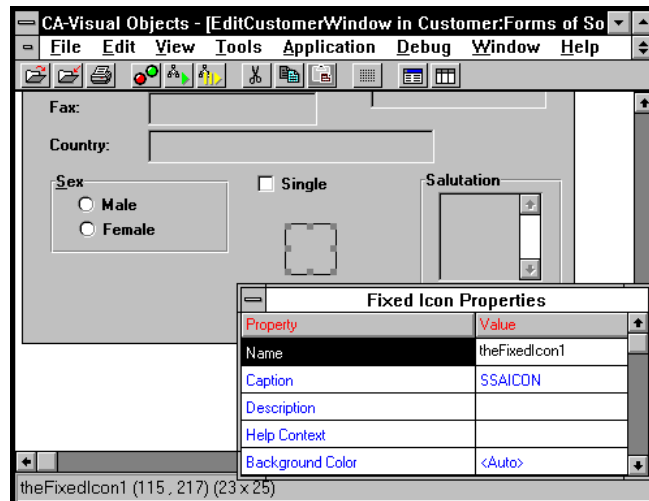 CA-Visual Objects - [EditCustomerWindow in Customer:Forms of So
File Edit View Tools Application Debug Window Help
Fax:
Country:
Sex
Single
Salutation
Male
Female
Fixed Icon Properties
Property Value
Name theFixedIcon1
Caption SSAICON
Description
Help Context
Background Color <Auto>
theFixedIcon1 (115 , 217) (23 x 25)